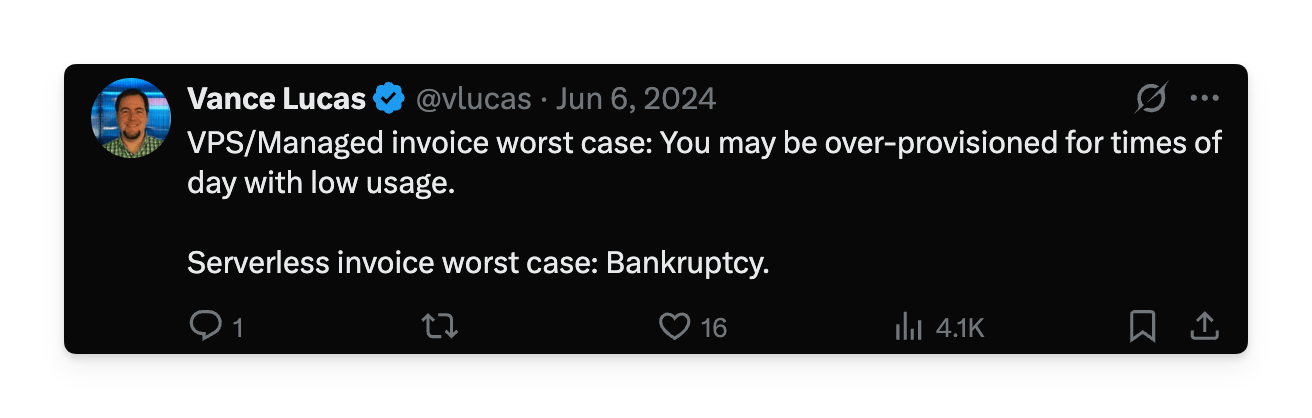 Vance Lucas @vlucas · Jun 6, 2024
VPS/Managed invoice worst case: You may be over-provisioned for times of
day with low usage.
Serverless invoice worst case: Bankruptcy.
1 16 4.1K